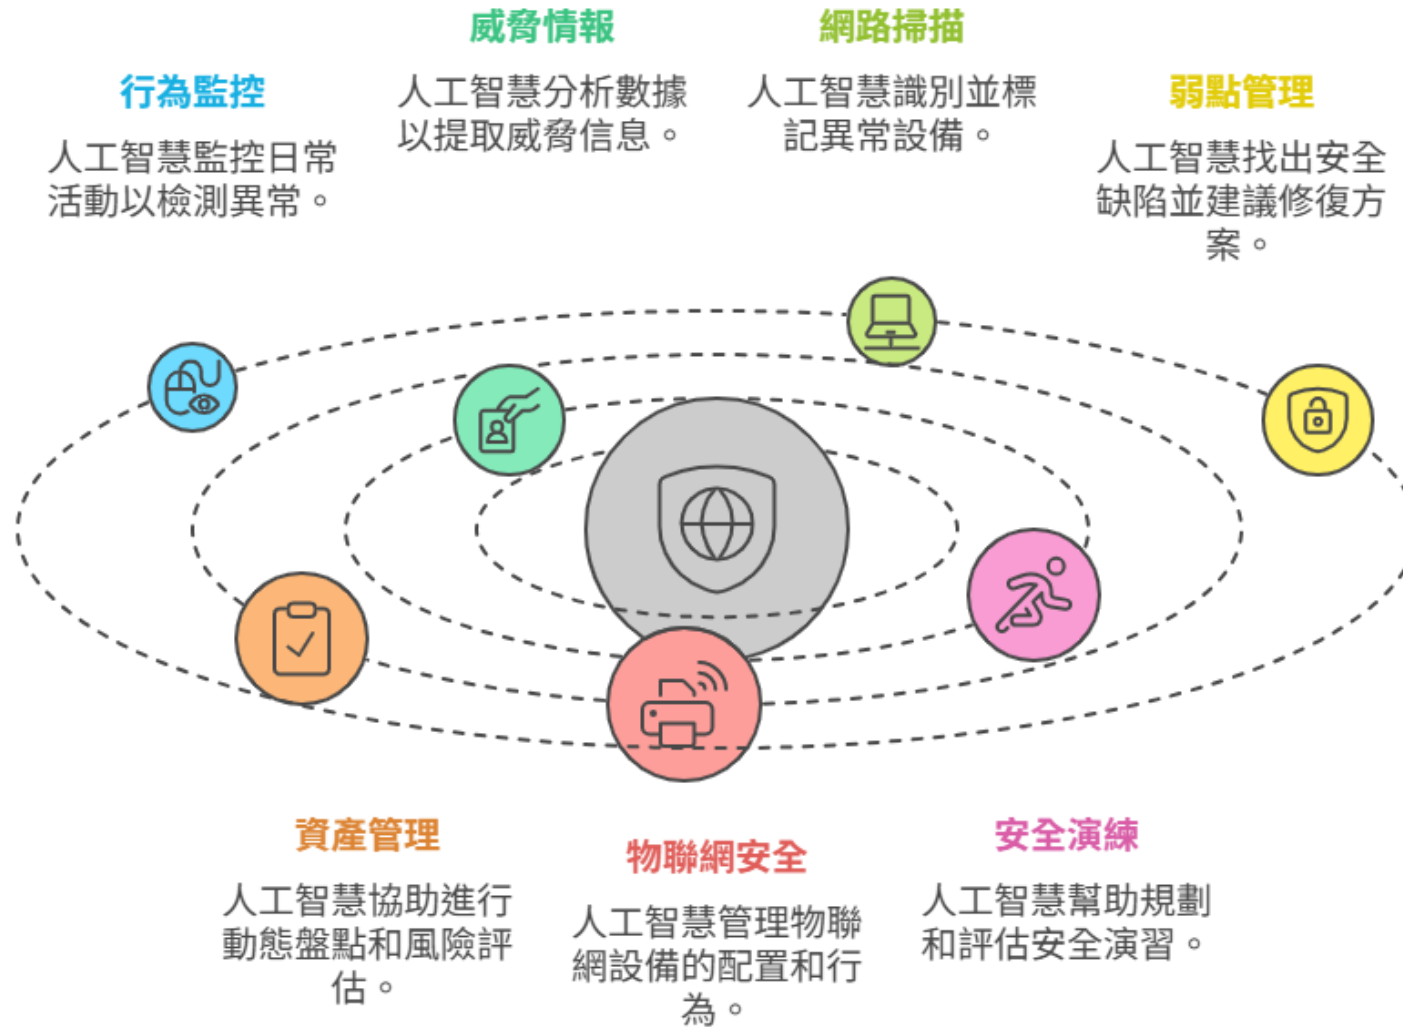 威脅情報
人工智慧分析數據
以提取威脅信息。
網路掃描
人工智慧識別並標
記異常設備。
行為監控
人工智慧監控日常
活動以檢測異常。
弱點管理
人工智慧找出安全
缺陷並建議修復方
案。
資產管理
人工智慧協助進行
動態盤點和風險評
估。
物聯網安全
人工智慧管理物聯
網設備的配置和行
為。
安全演練
人工智慧幫助規劃
和評估安全演習。